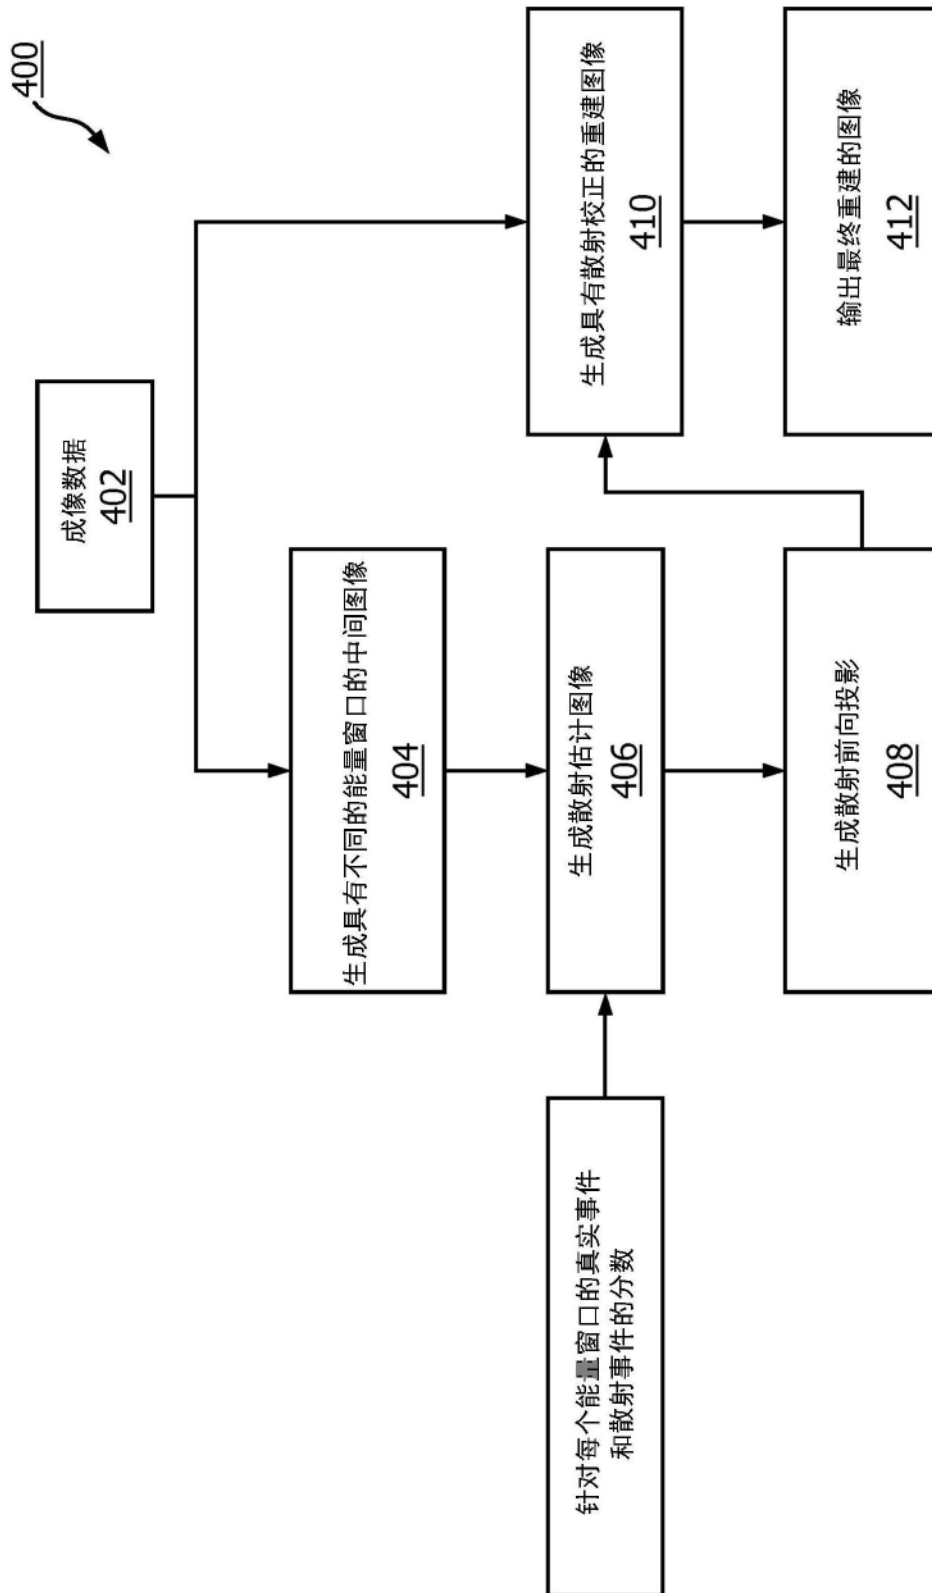 400
成像数据
402
生成具有不同的能量窗口的中间图像
404
针对每个能量窗口的真实事件
和散射事件的分数
生成散射估计图像
406
生成散射前向投影
408
生成具有散射校正的重建图像
410
输出最终重建的图像
412